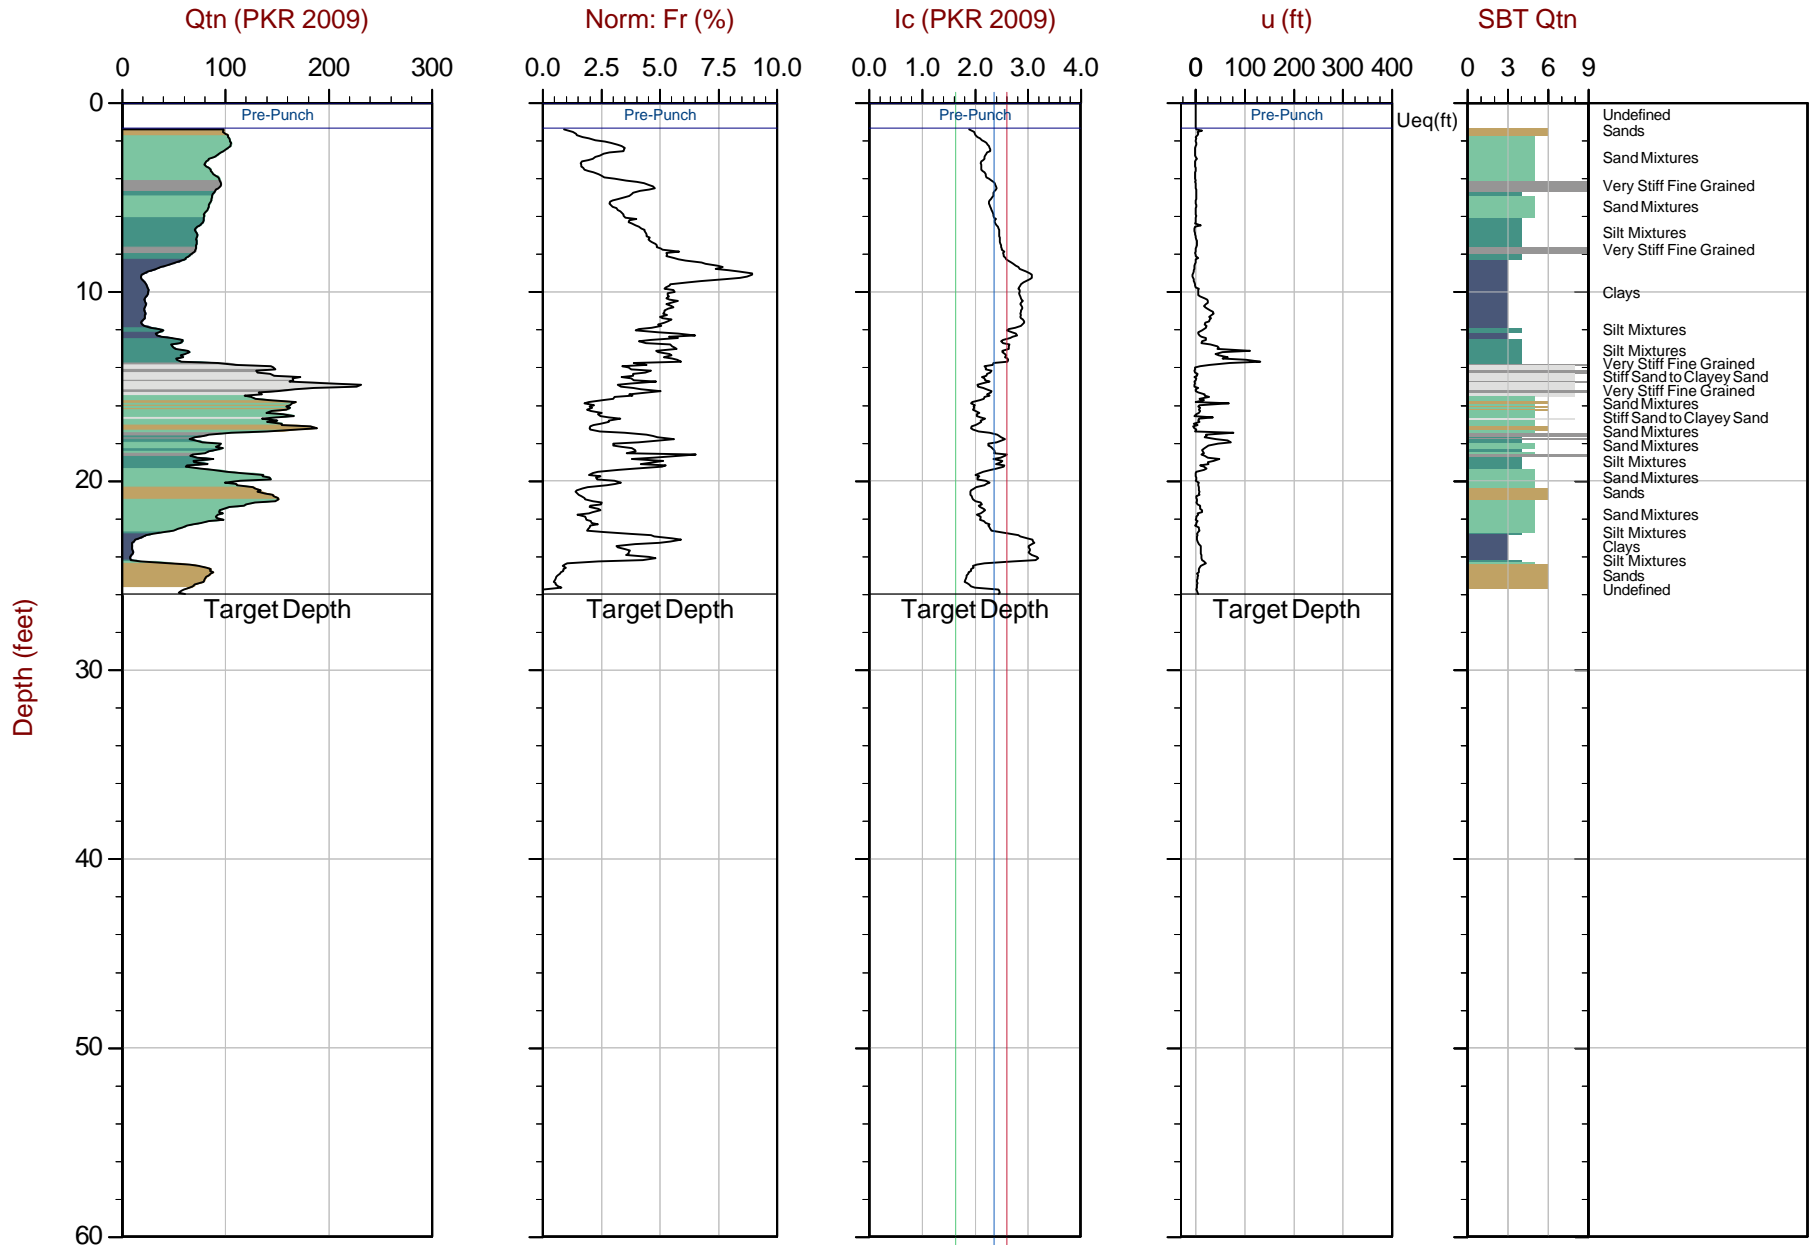 Qtn (PKR 2009) Norm: Fr (%) Ic (PKR 2009) u (ft) SBT Qtn
0 100 200 300 0.0 2.5 5.0 7.5 10.0 0.0 1.0 2.0 3.0 4.0 0 100 200 300 400 0 3 6 9
0
Pre-Punch Pre-Punch Pre-Punch Pre-Punch Ueq(ft)
Undefined
Sands
Sand Mixtures
Very Stiff Fine Grained
Sand Mixtures
Silt Mixtures
Very Stiff Fine Grained
10
Clays
Silt Mixtures
Silt Mixtures
Very Stiff Fine Grained
Stiff Sand to Clayey Sand
Very Stiff Fine Grained
Sand Mixtures
Stiff Sand to Clayey Sand
Sand Mixtures
Sand Mixtures
Silt Mixtures
Sand Mixtures
20
Sands
Sand Mixtures
Silt Mixtures
Clays
Silt Mixtures
Sands
Undefined
Target Depth Target Depth Target Depth Target Depth
30
Depth (feet)
40
50
60